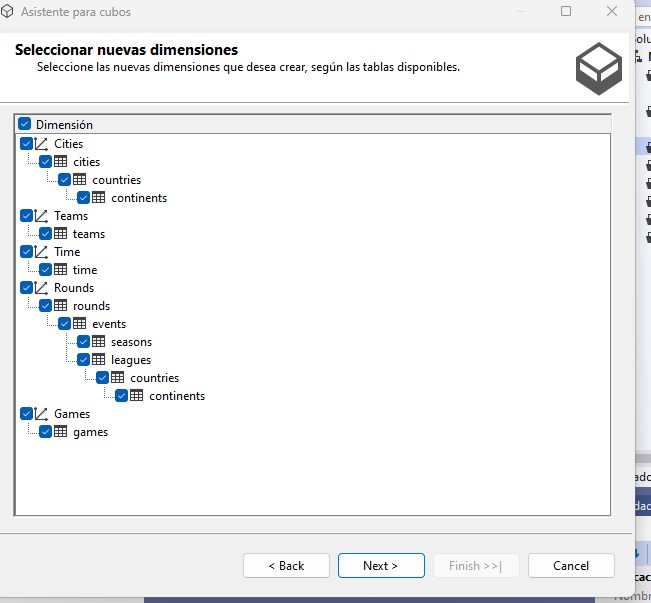 Asistente para cubos
Seleccionar nuevas dimensiones
Seleccione las nuevas dimensiones que desea crear, según las tablas disponibles.
Dimensión
Cities
cities
countries
continents
Teams
teams
Time
time
Rounds
rounds
events
seasons
leagues
countries
continents
Games
games
< Back
Next >
Finish >>|
Cancel